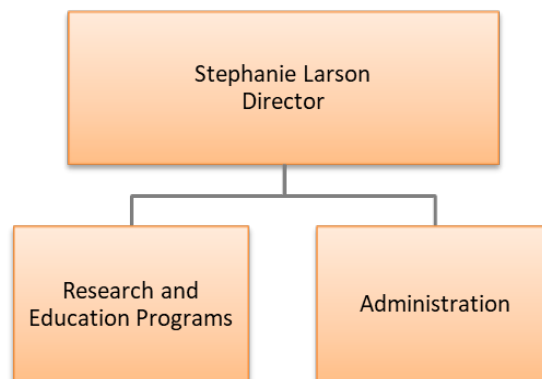 Stephanie Larson
Director
Research and
Education Programs
Administration